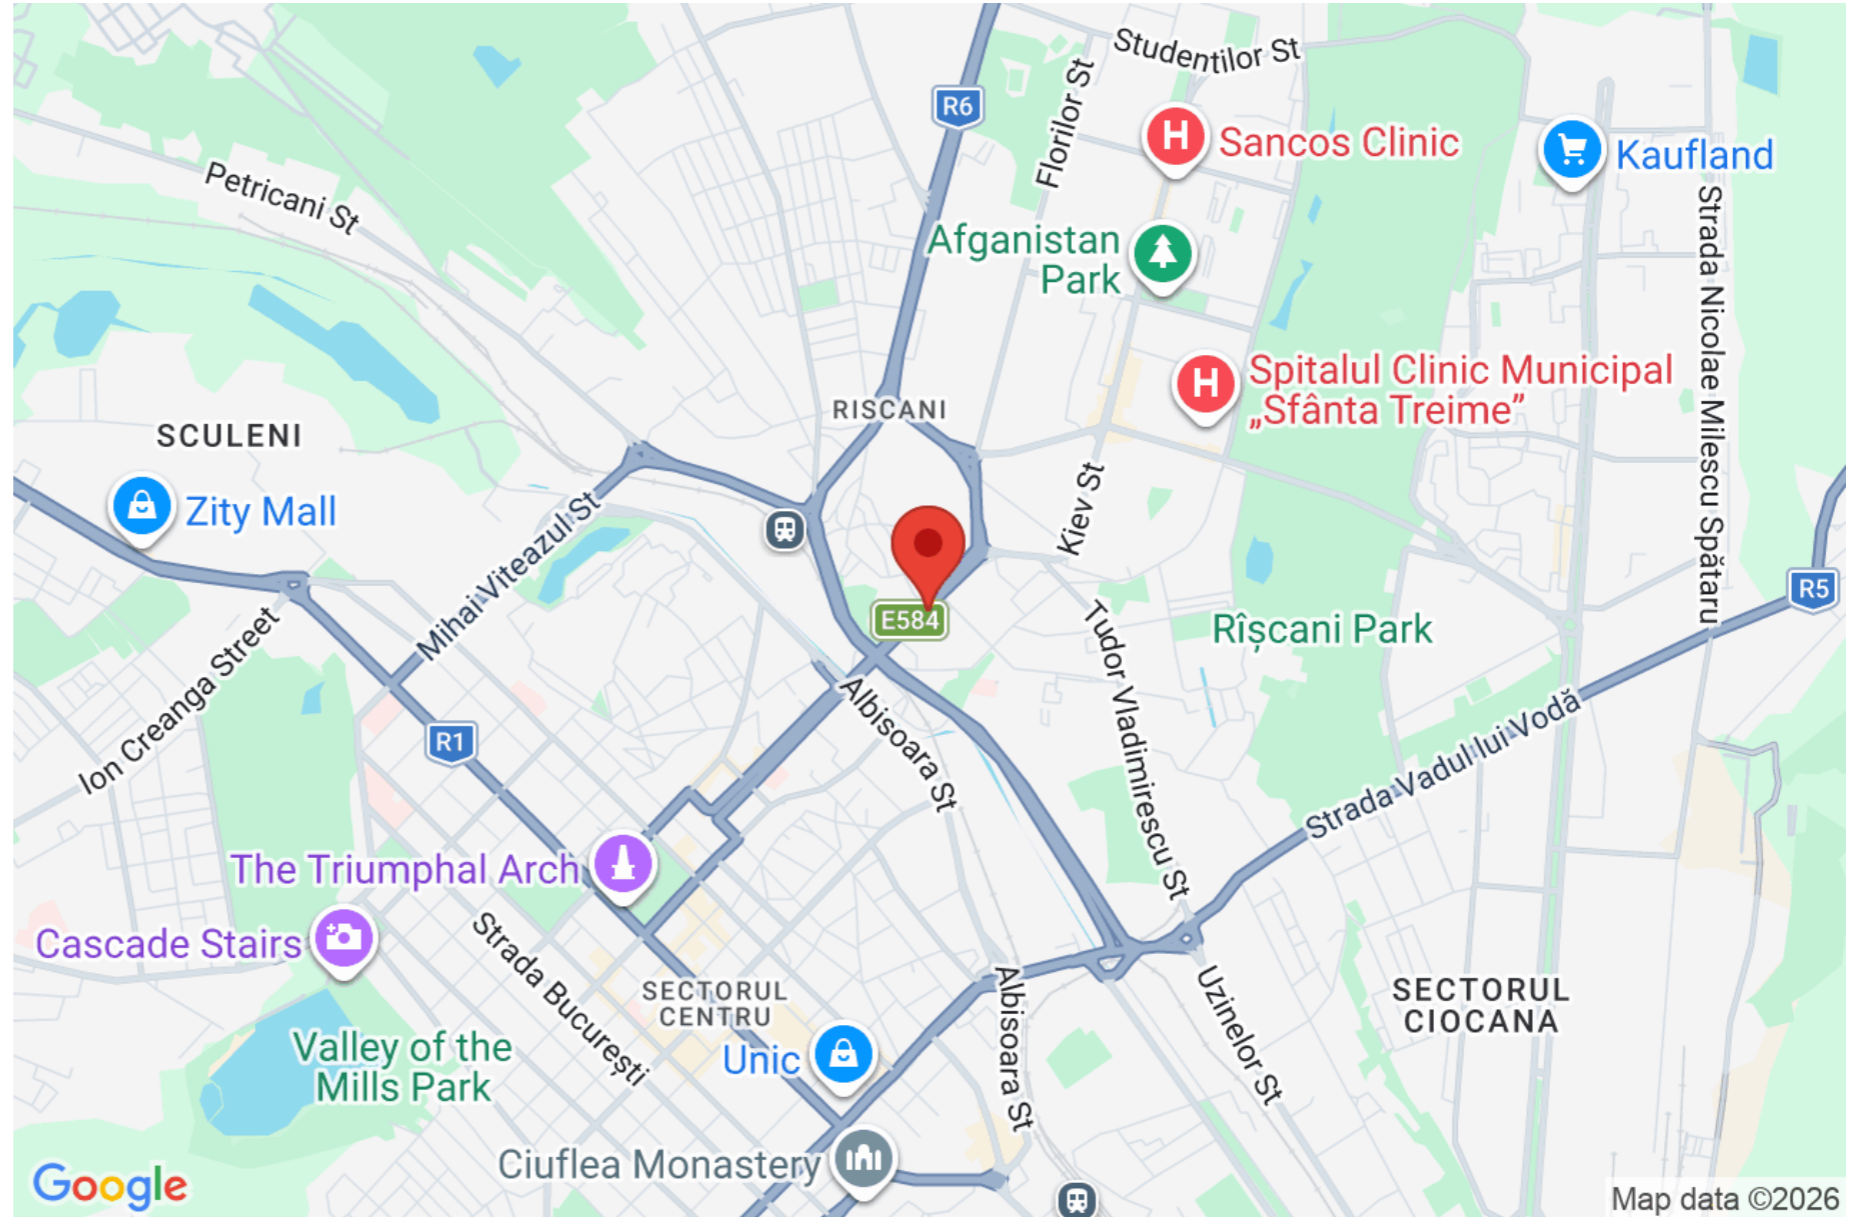 Studentilor St
R6
Florilor St
Sancos Clinic
Kaufland
Petricani St
Strada Nicolae Milescu Spătaru
Afganistan
Park
Spitalul Clinic Municipal
„Sfânta Treime”
RISCANI
SCULENI
Zity Mall
Mihai Viteazul St
Kiev St
R5
E584
Rîșcani Park
Ion Creanga Street
Tudor Vladimirescu St
Albisoara St
R1
Strada Vadul lui Vodă
The Triumphal Arch
Cascade Stairs
Strada București
SECTORUL
CENTRU
Albisoara St
Uzinelor St
SECTORUL
CIOCANA
Valley of the
Mills Park
Unic
Ciuflea Monastery
Google
Map data ©2026